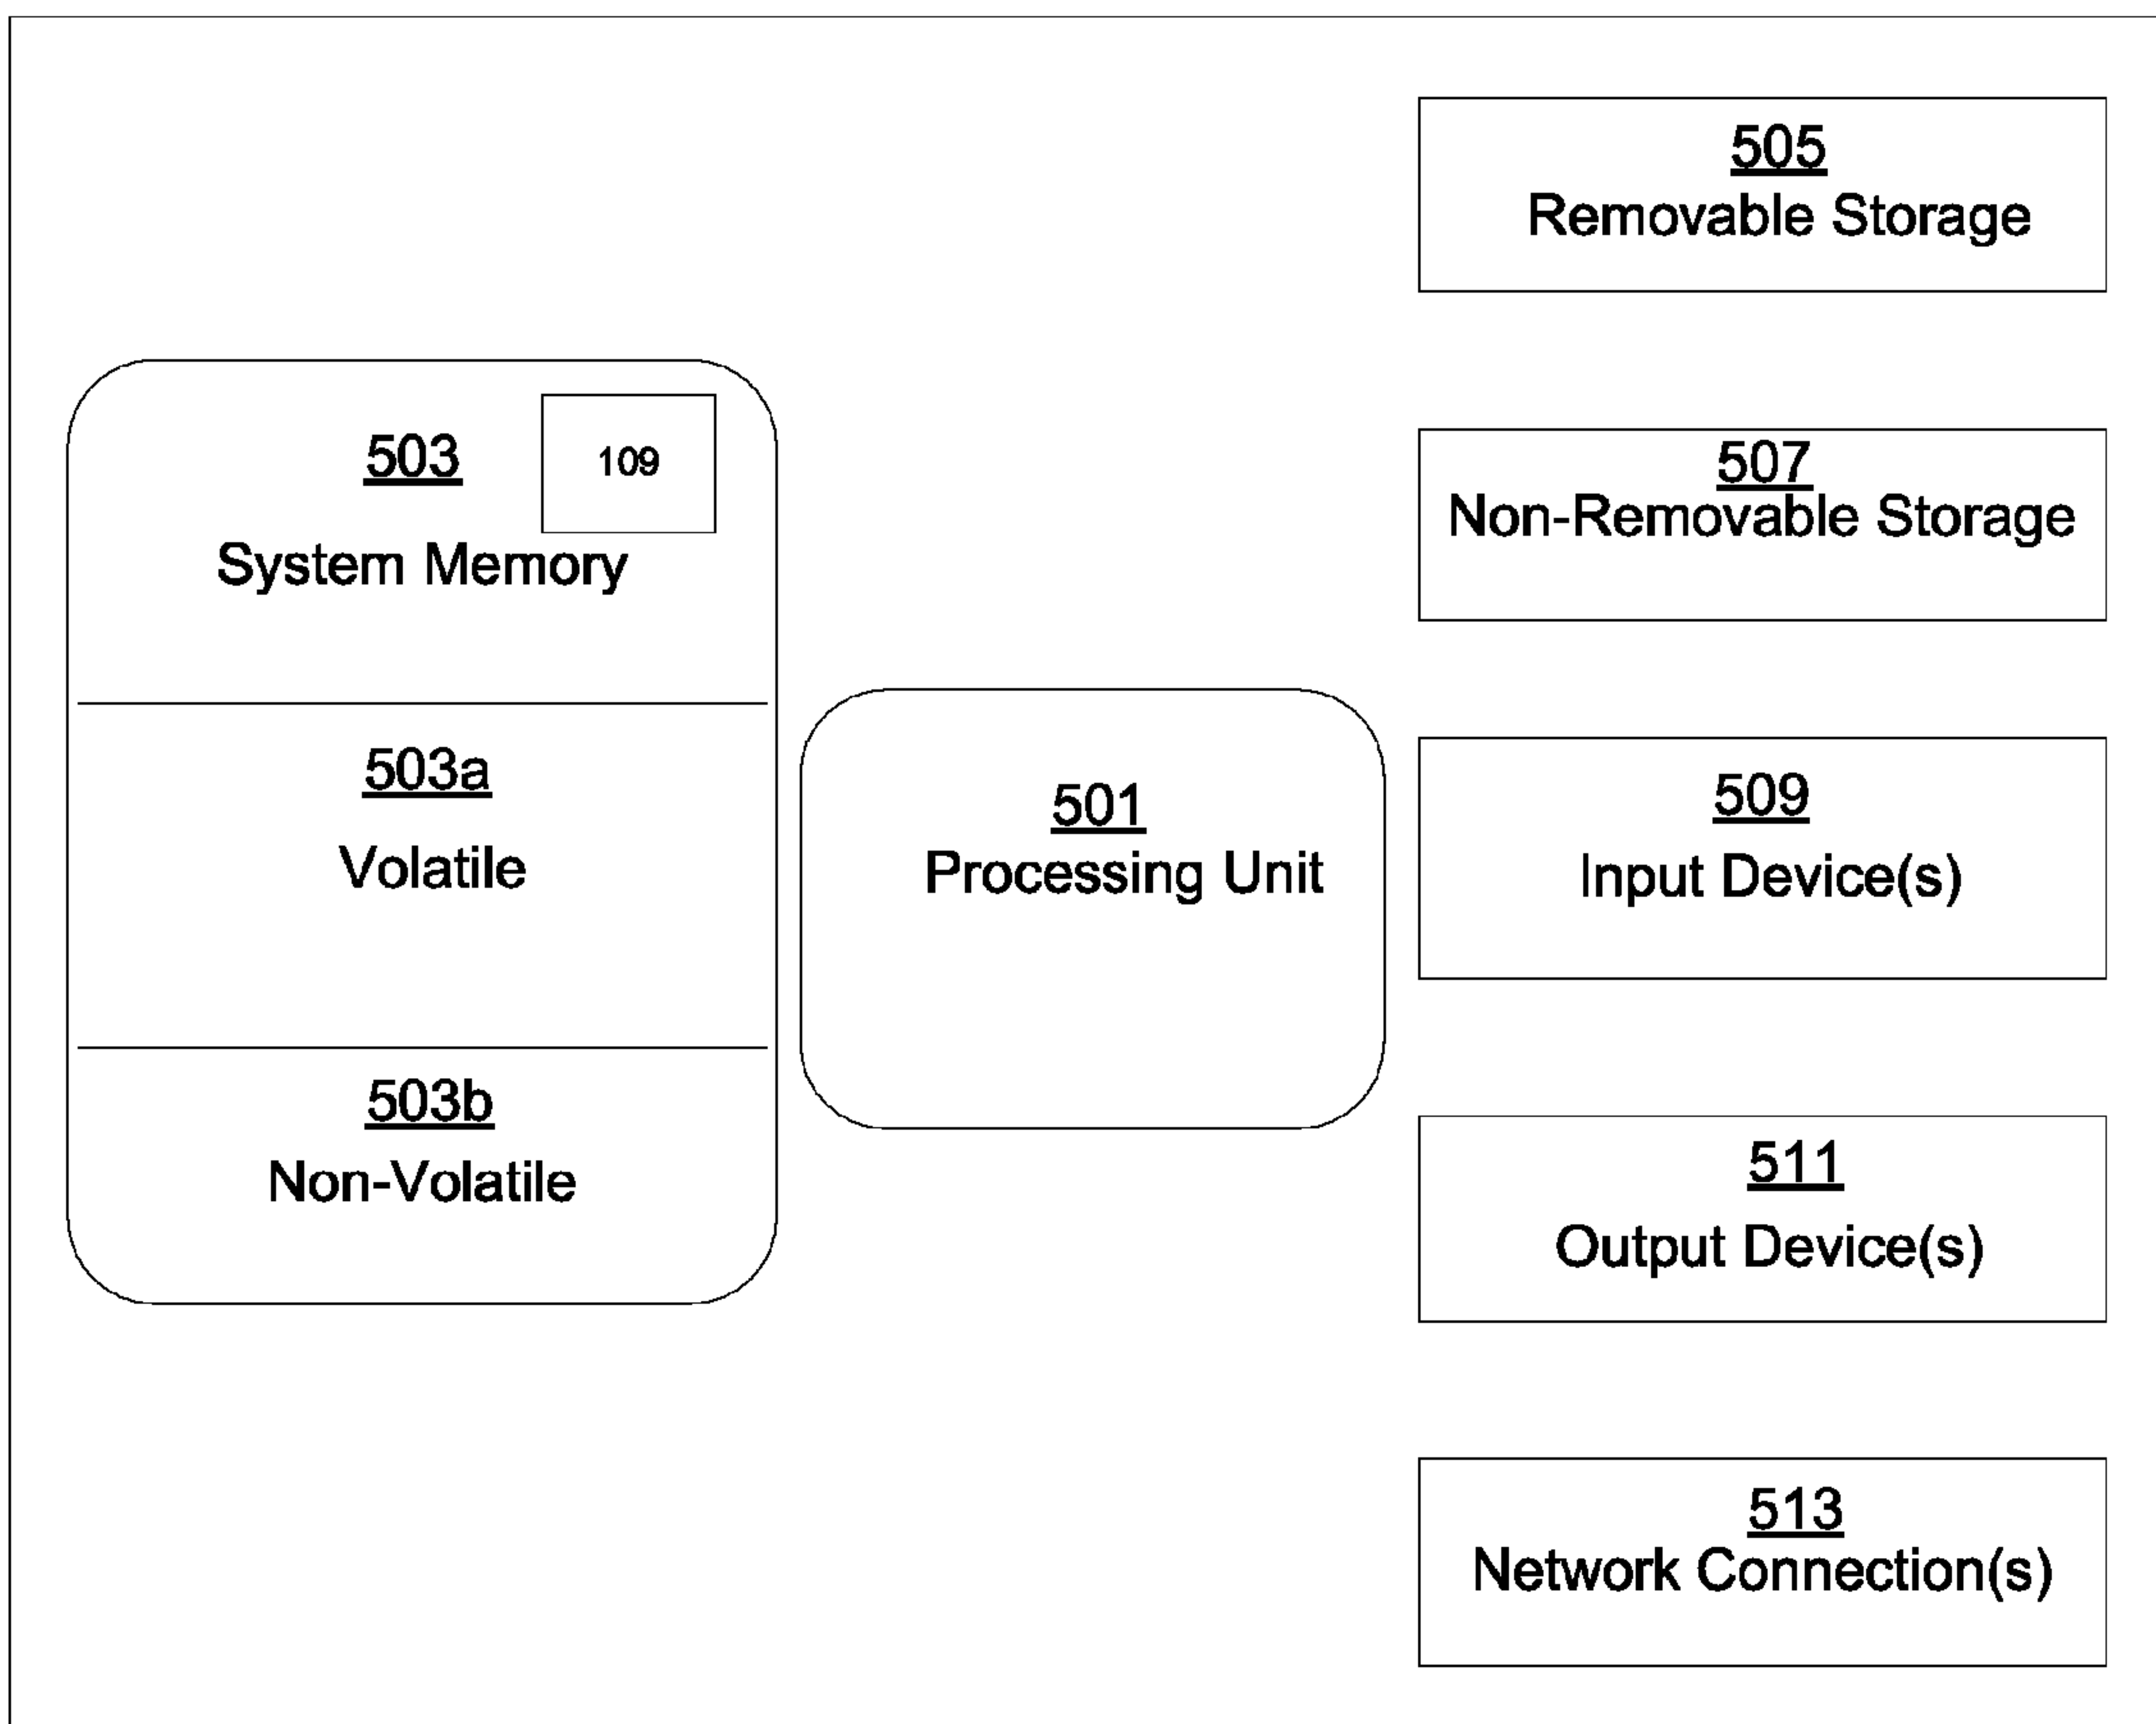 505
Removable Storage
503
109
System Memory
507
Non-Removable Storage
503a
Volatile
501
Processing Unit
509
Input Device(s)
503b
Non-Volatile
511
Output Device(s)
513
Network Connection(s)